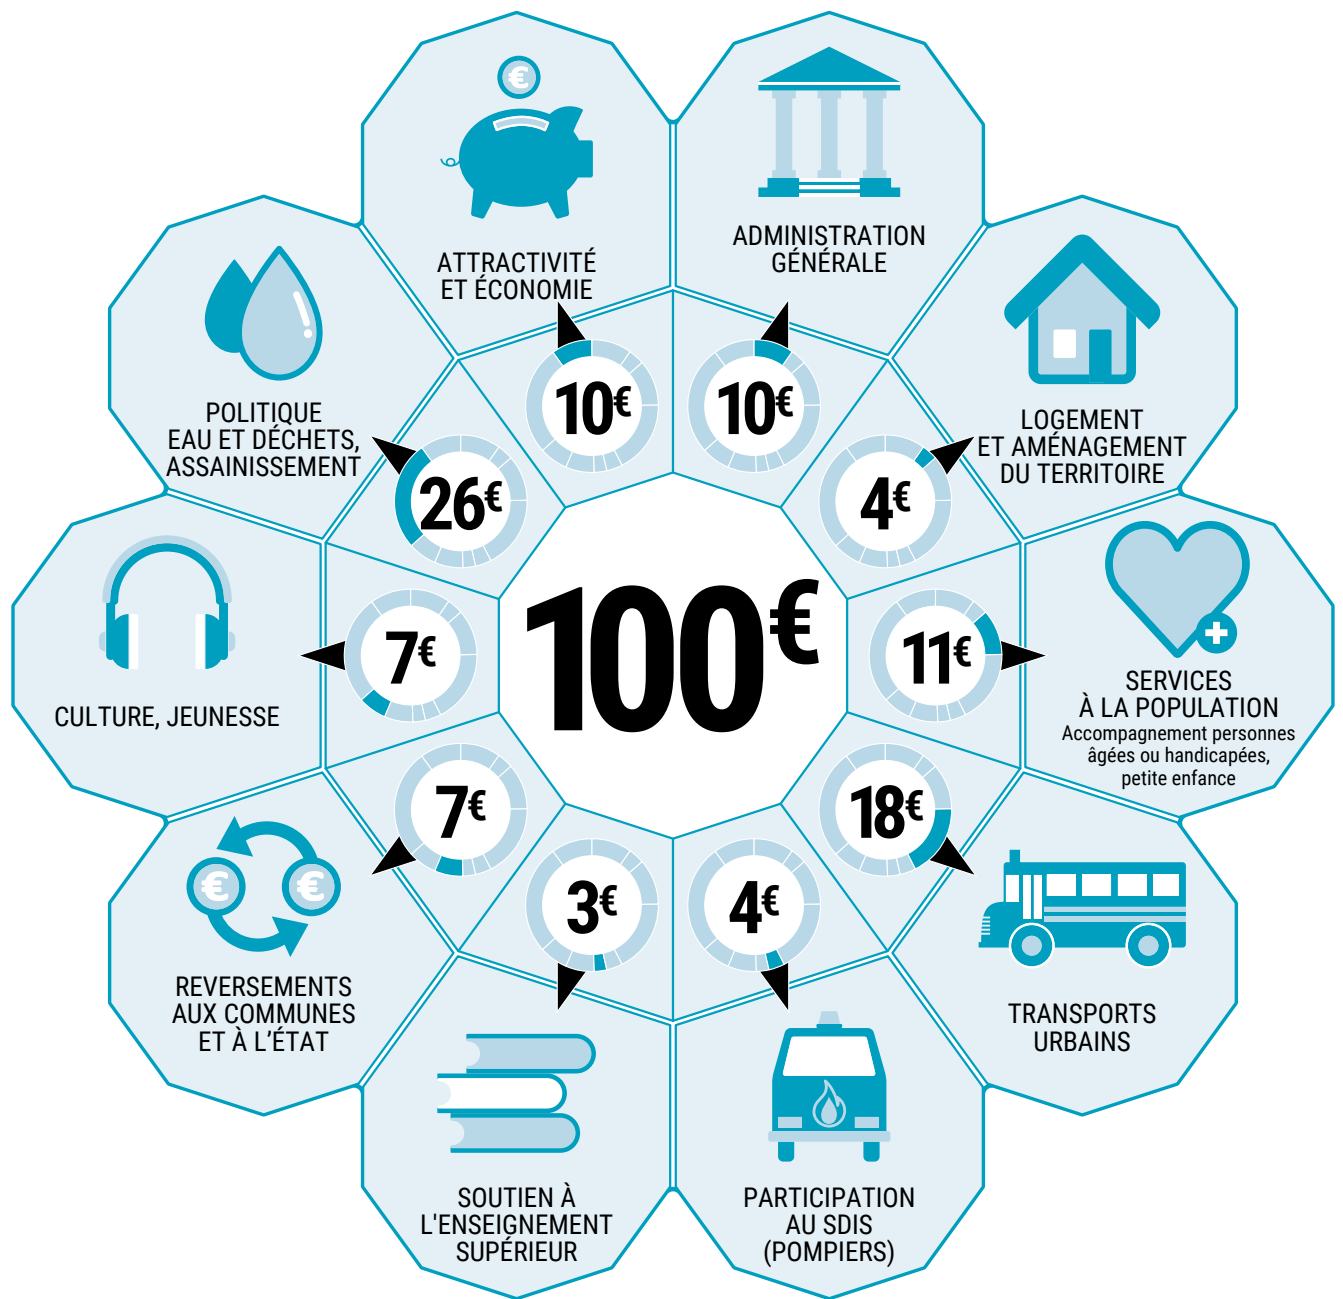 €
ATTRACTIVITÉ
ET ÉCONOMIE
10€
ADMINISTRATION
GÉNÉRALE
10€
LOGEMENT
ET AMÉNAGEMENT
DU TERRITOIRE
4€
SERVICES
À LA POPULATION
Accompagnement personnes
âgées ou handicapées,
petite enfance
11€
TRANSPORTS
URBAINS
18€
PARTICIPATION
AU SDIS
(POMPIERS)
4€
SOUTIEN À
L'ENSEIGNEMENT
SUPÉRIEUR
3€
€ €
REVERSEMENTS
AUX COMMUNES
ET À L’ÉTAT
7€
CULTURE, JEUNESSE
7€
POLITIQUE
EAU ET DÉCHETS,
ASSAINISSEMENT
26€
100€